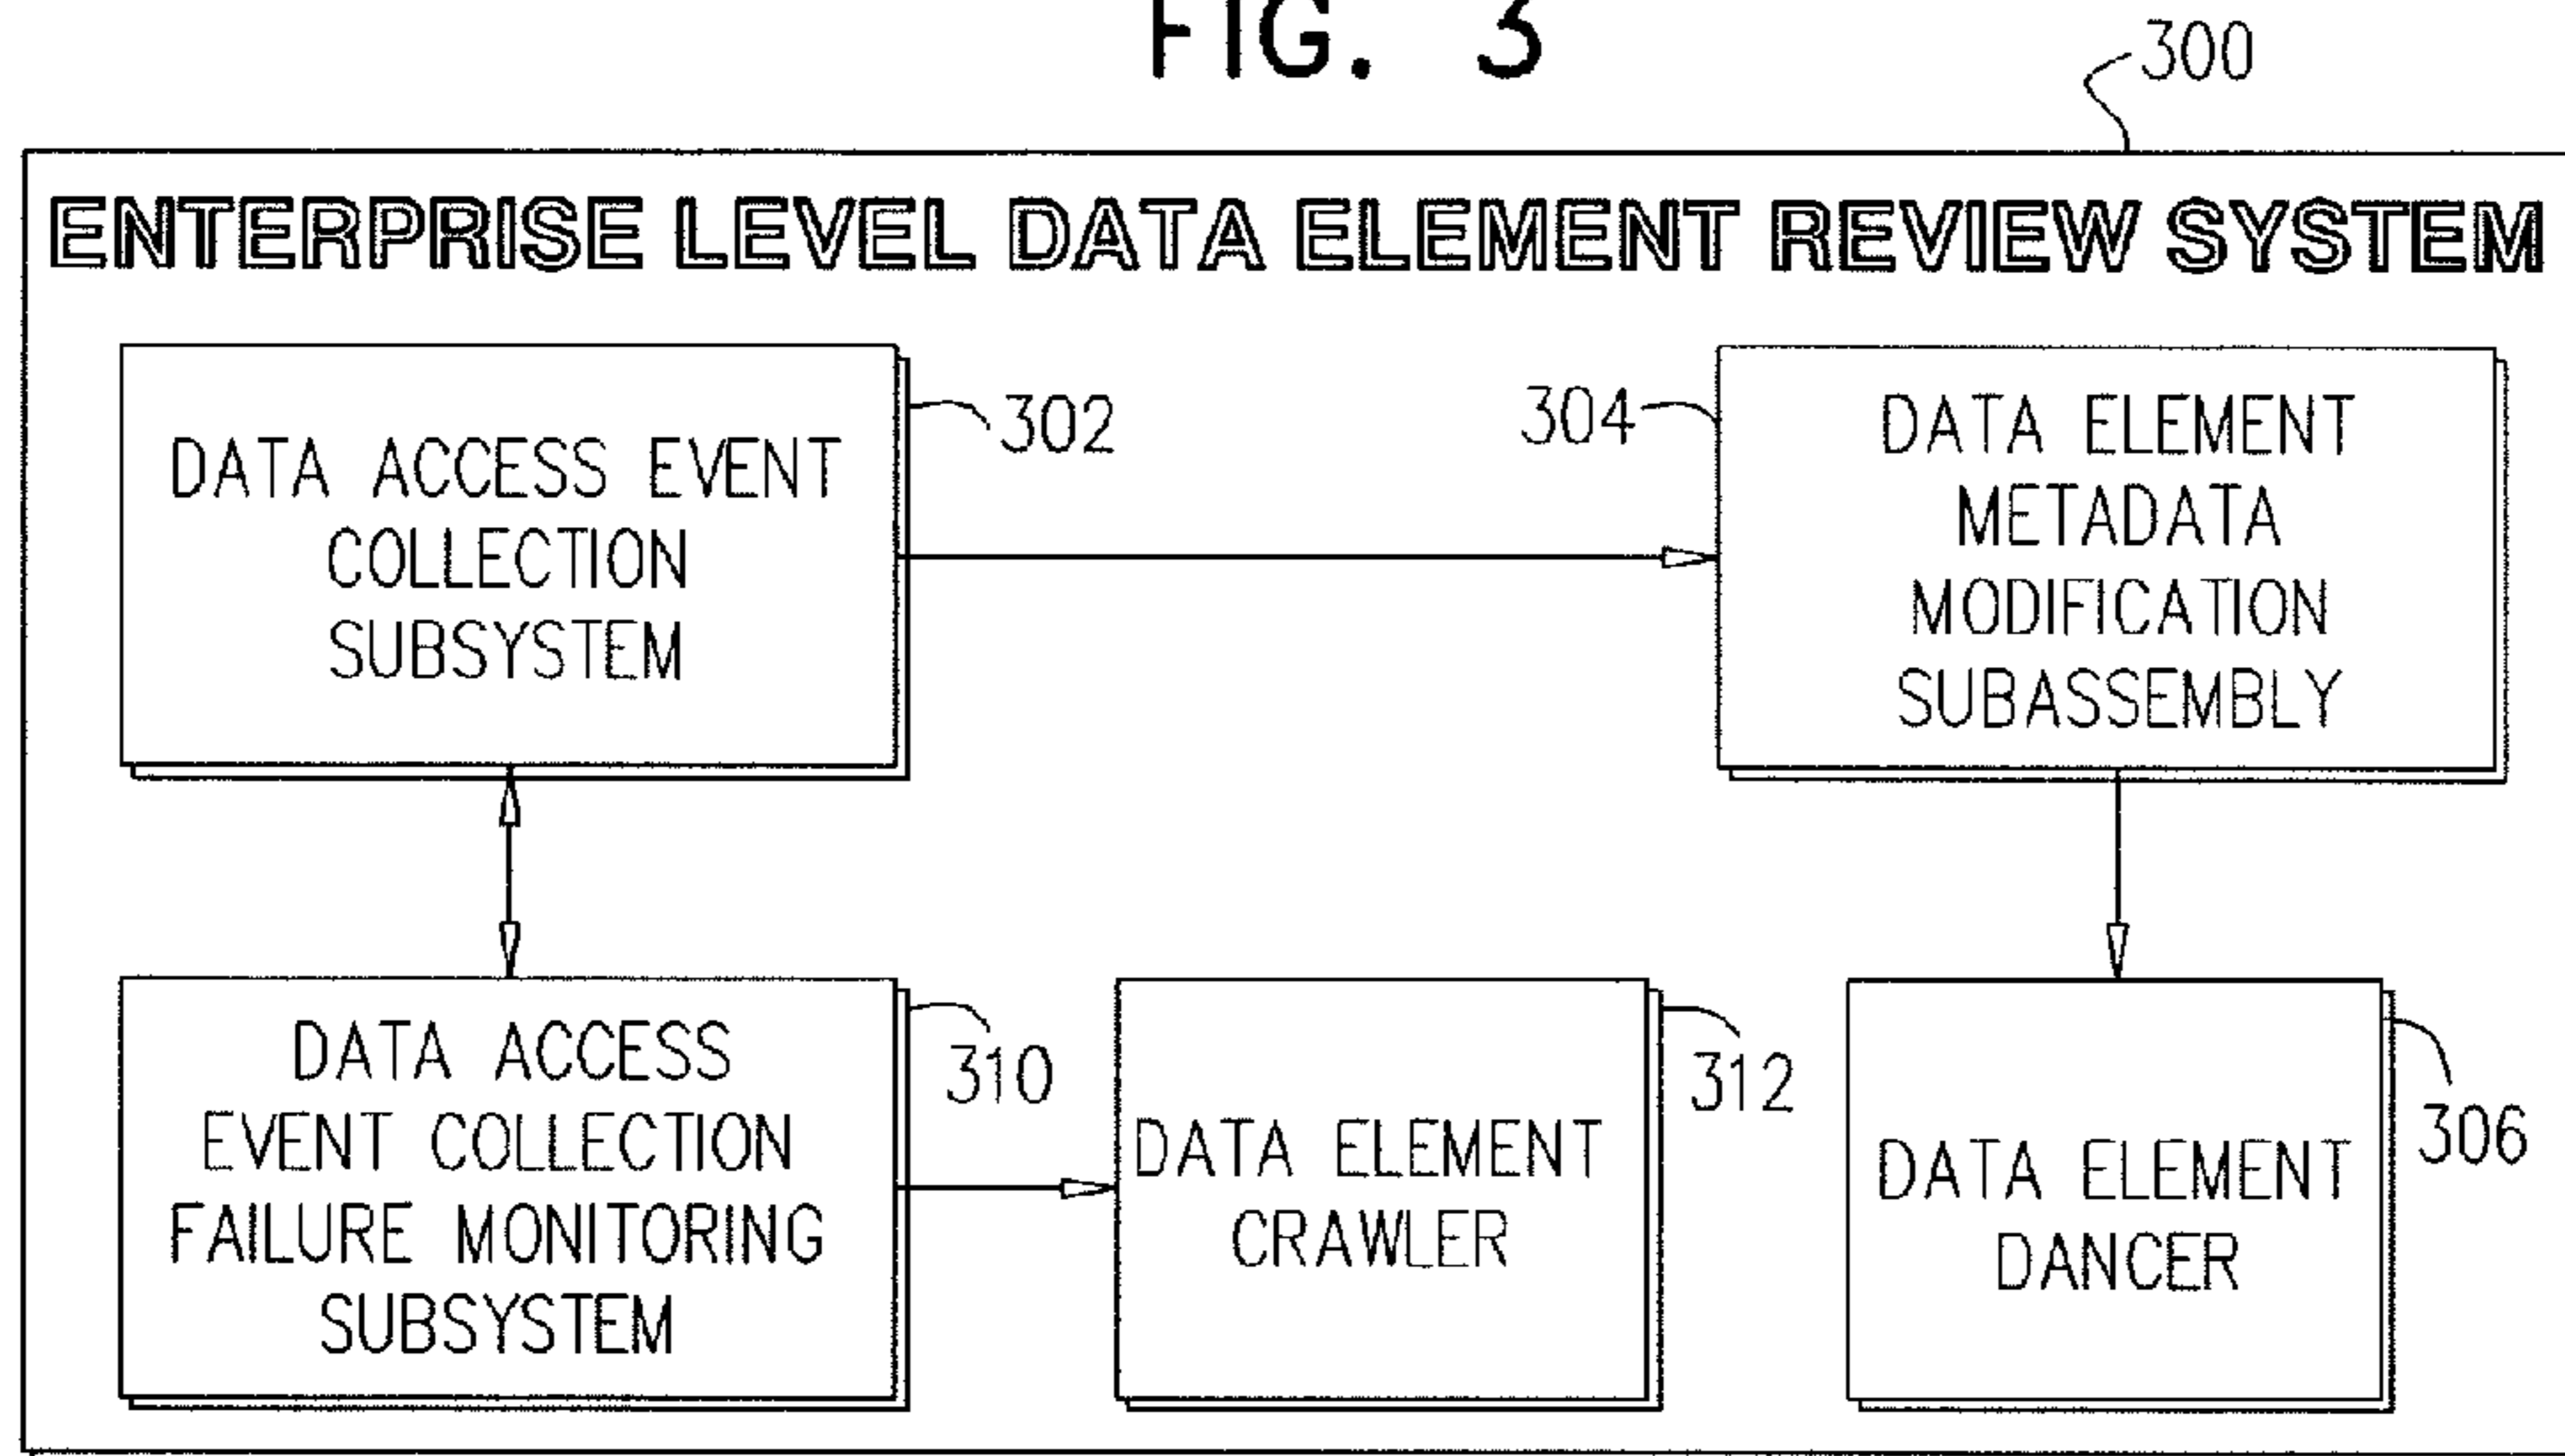 FIG. 3
300
ENTERPRISE LEVEL DATA ELEMENT REVIEW SYSTEM
DATA ACCESS EVENT
COLLECTION
SUBSYSTEM
302
304
DATA ELEMENT
METADATA
MODIFICATION
SUBASSEMBLY
DATA ACCESS
EVENT COLLECTION
FAILURE MONITORING
SUBSYSTEM
310
DATA ELEMENT
CRAWLER
312
DATA ELEMENT
DANCER
306